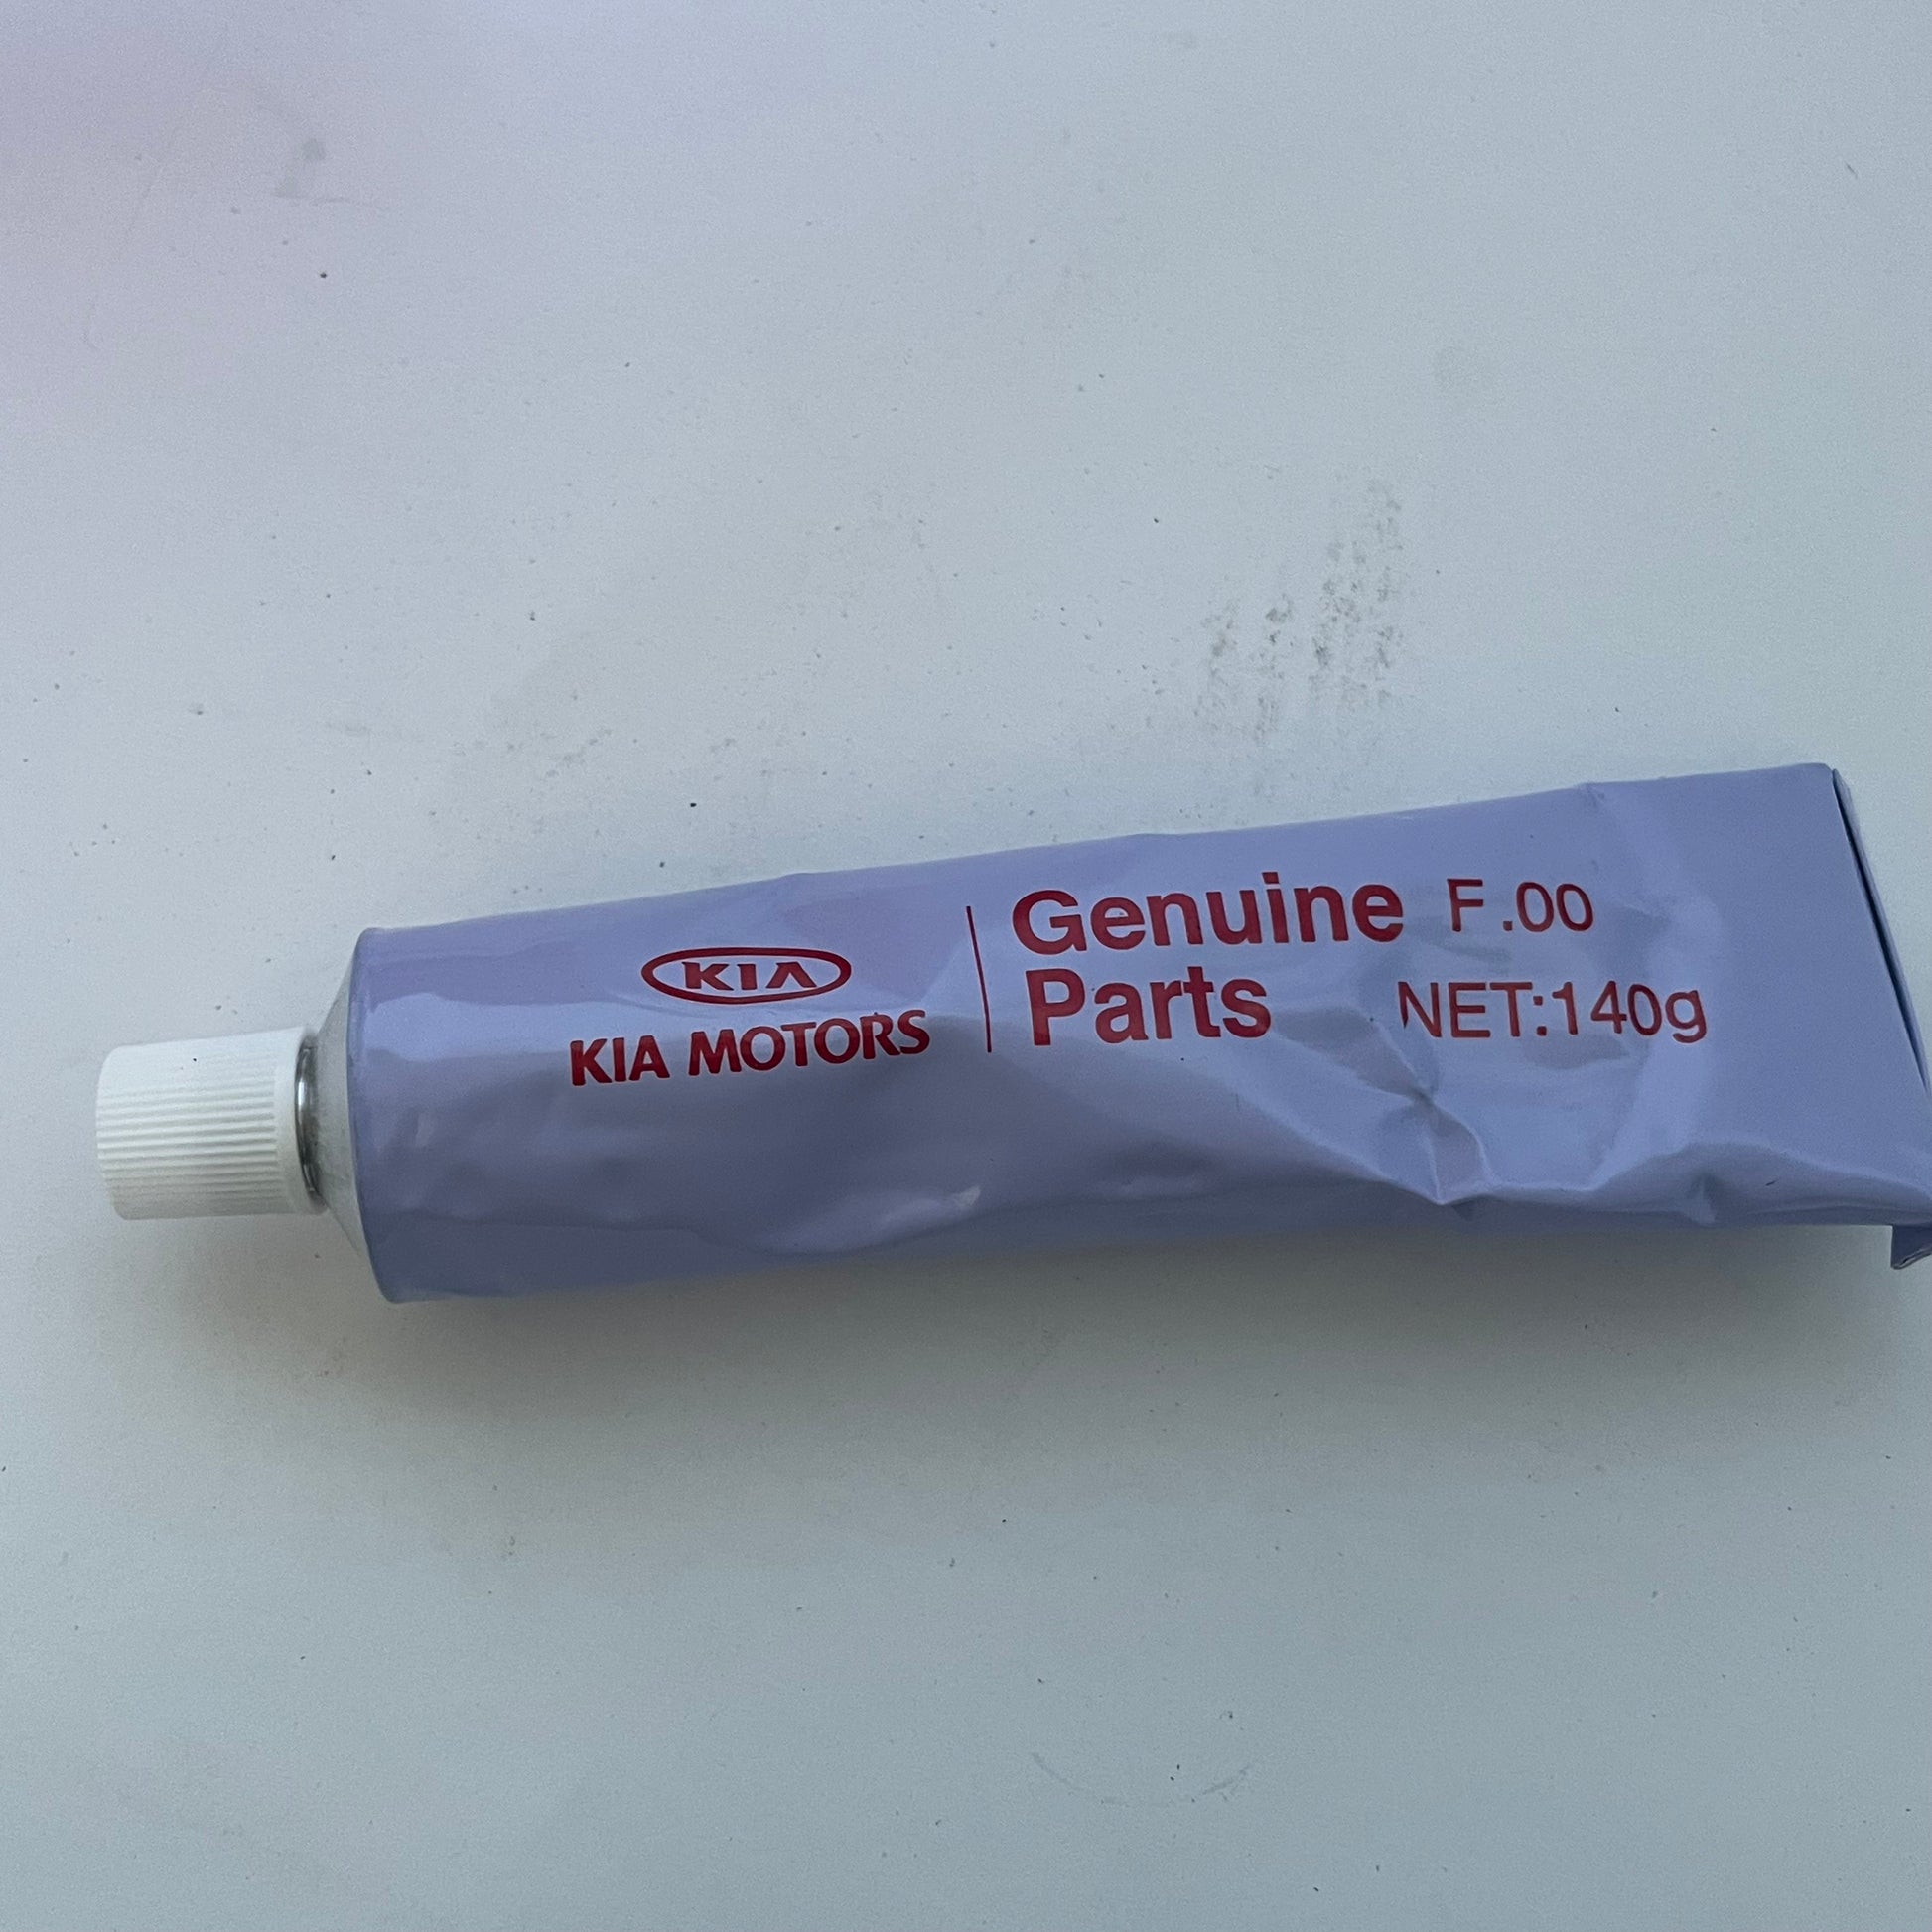 KIA
KIA MOTORS
Genuine
Parts
F.00
NET:140g